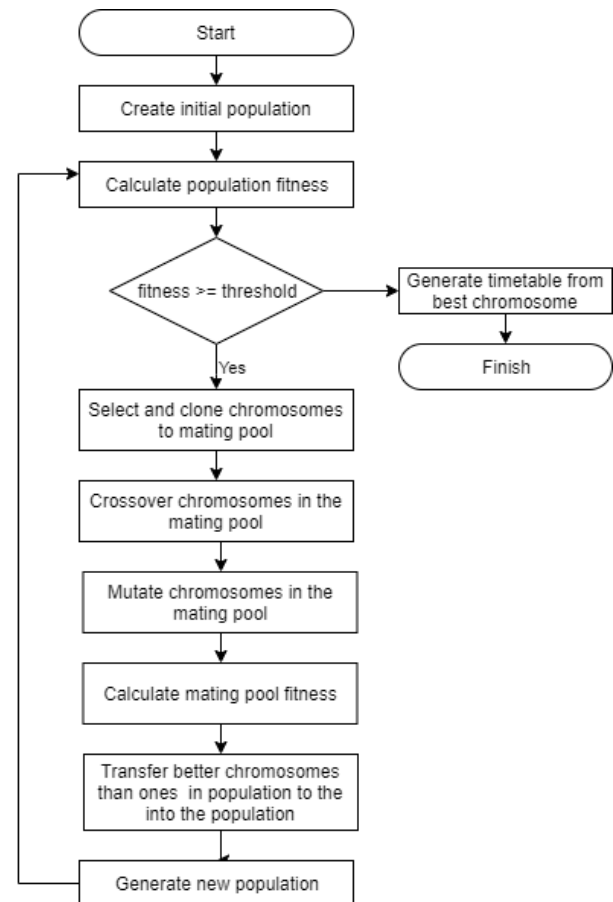 Start
Create initial population
Calculate population fitness
fitness >= threshold
Generate timetable from
best chromosome
Finish
Yes
Select and clone chromosomes
to mating pool
Crossover chromosomes in the
mating pool
Mutate chromosomes in the
mating pool
Calculate mating pool fitness
Transfer better chromosomes
than ones in population to the
into the population
Generate new population